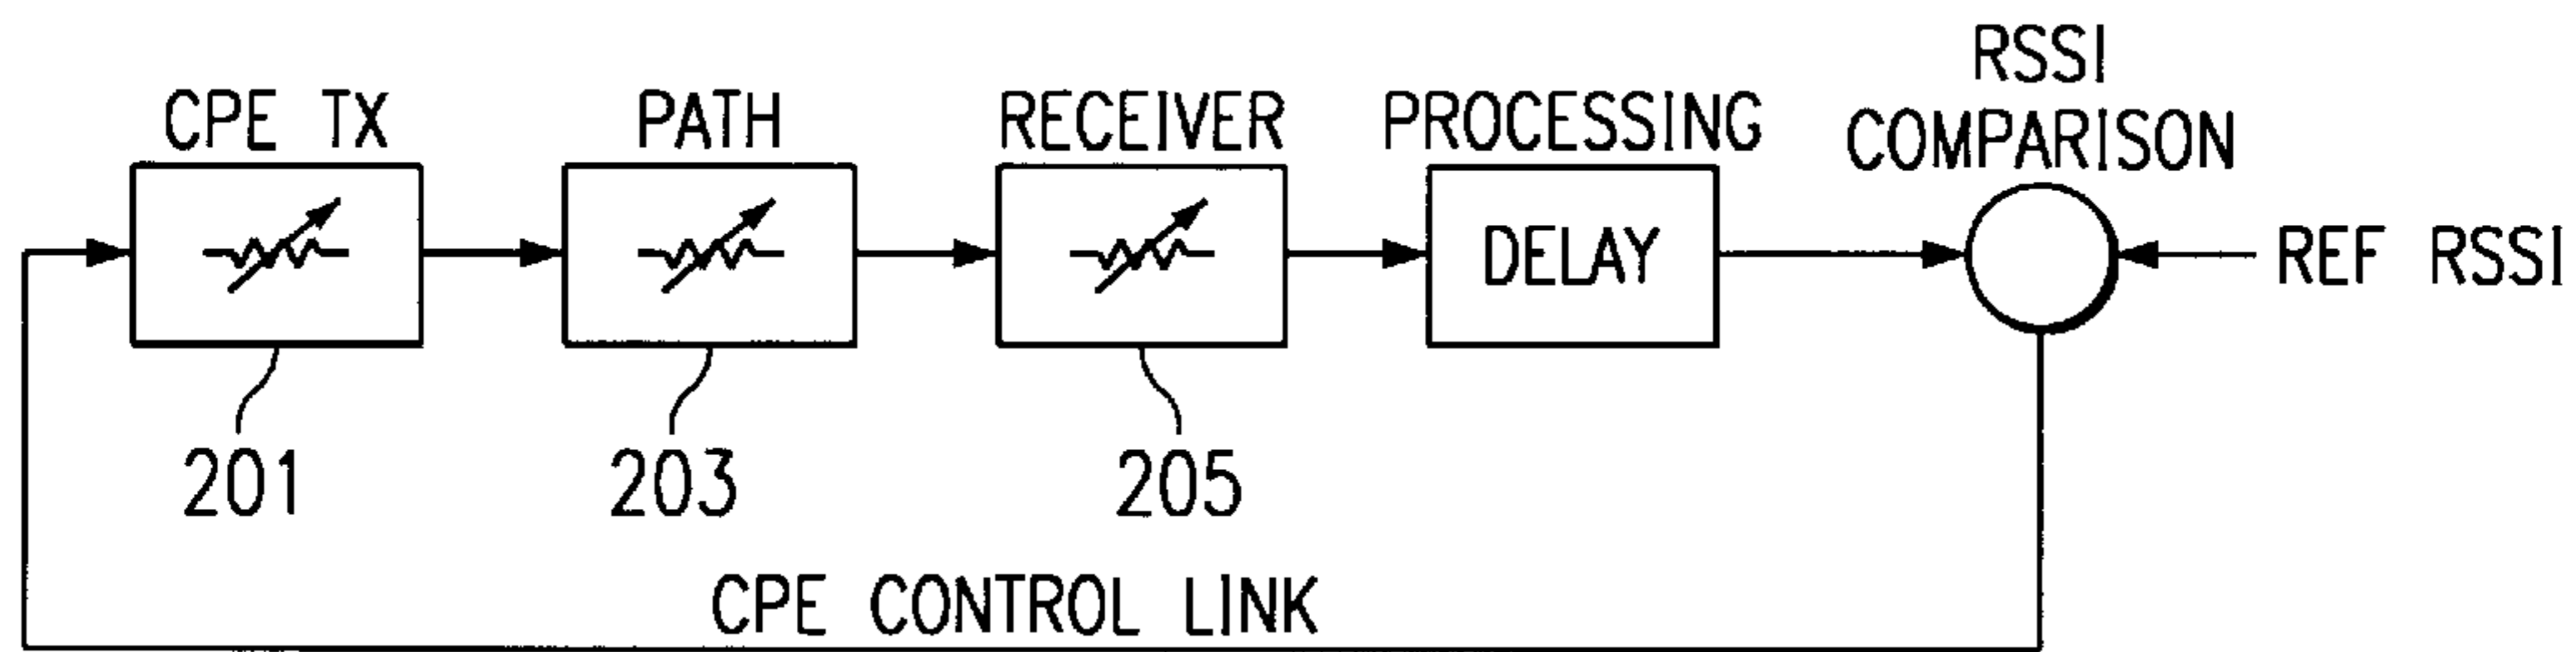 CPE TX
PATH
RECEIVER
PROCESSING
RSSI
COMPARISON
DELAY
REF RSSI
201
203
205
CPE CONTROL LINK